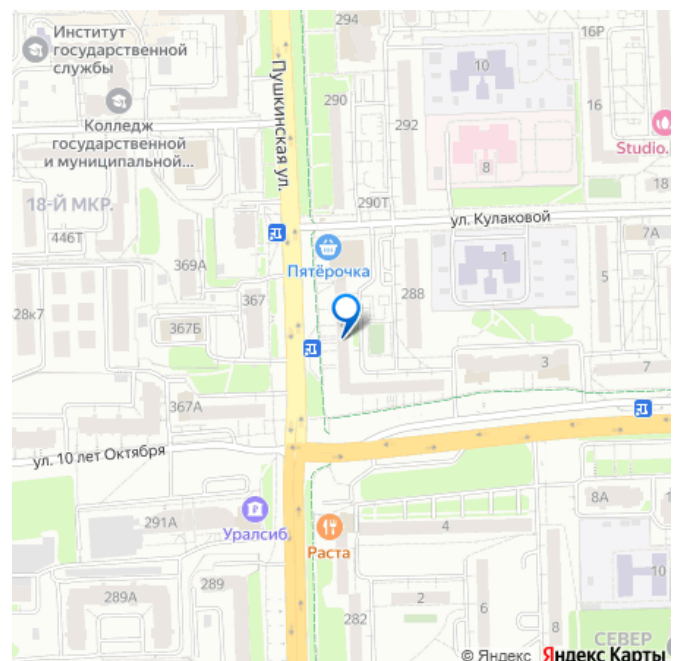 Институт
государственной
службы
294
16Р
10
Пушкинская ул.
290
292
16
Колледж
государственной
и муниципальной...
Studio.
8
18
18-Й МКР.
290Т
ул. Кулаковой
7А
446Т
369А
Пятёрочка
1
5
288
367
28к7
367Б
3
7
367А
ул. 10 лет Октября
8А
1
291А
Уралсиб
Раста
4
289
289А
2
10
282
6
8
СЕВЕР
© Яндекс Яндекс Карты